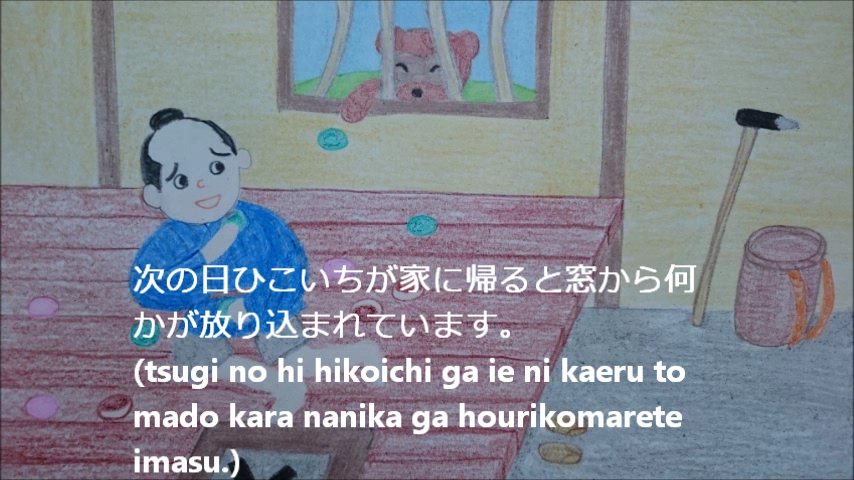 次の日ひこいちが家に帰ると窓から何
かが放り込まれています。
(tsugi no hi hikoichi ga ie ni kaeru to
mado kara nanika ga hourikomarete
imasu.)